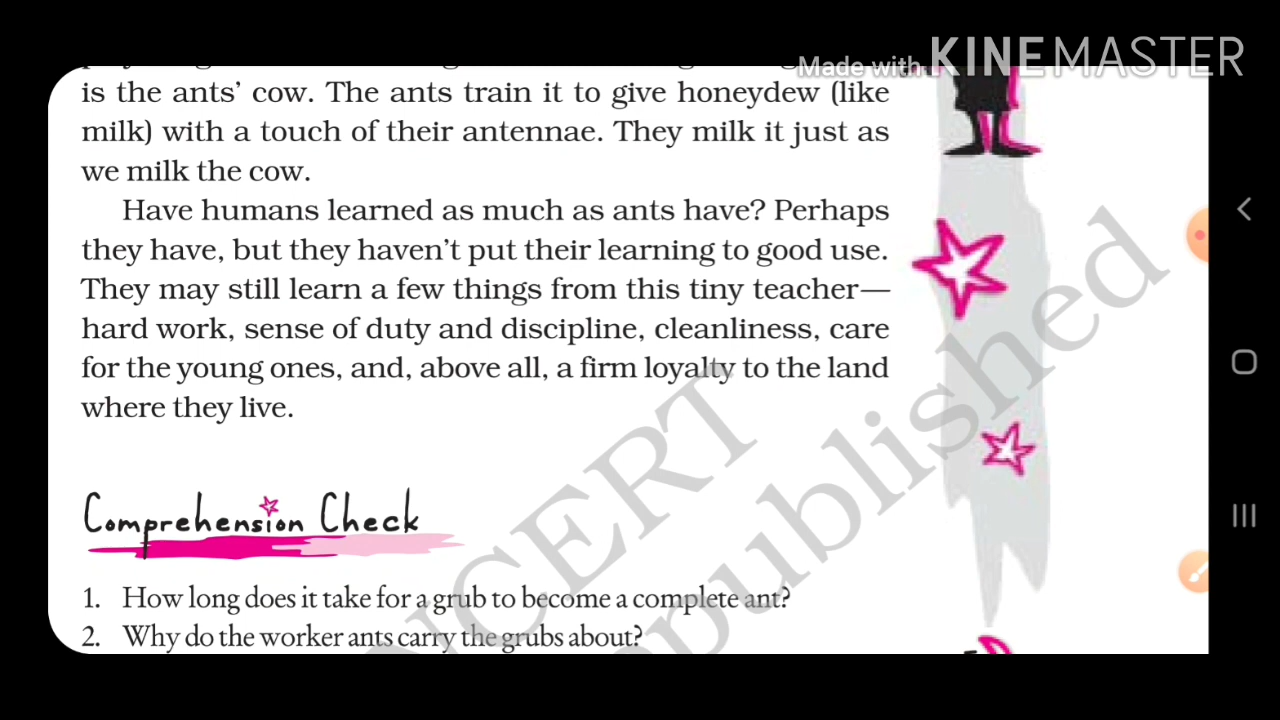 Made with KINEMASTER
is the ants' cow. The ants train it to give honeydew (like
milk) with a touch of their antennae. They milk it just as
we milk the cow.
Have humans learned as much as ants have? Perhaps
they have, but they haven't put their learning to good use.
They may still learn a few things from this tiny teacher—
hard work, sense of duty and discipline, cleanliness, care
for the young ones, and, above all, a firm loyalty to the land
where they live.
Comprehension Check
1. How long does it take for a grub to become a complete ant?
2. Why do the worker ants carry the grubs about?
NCERT
published